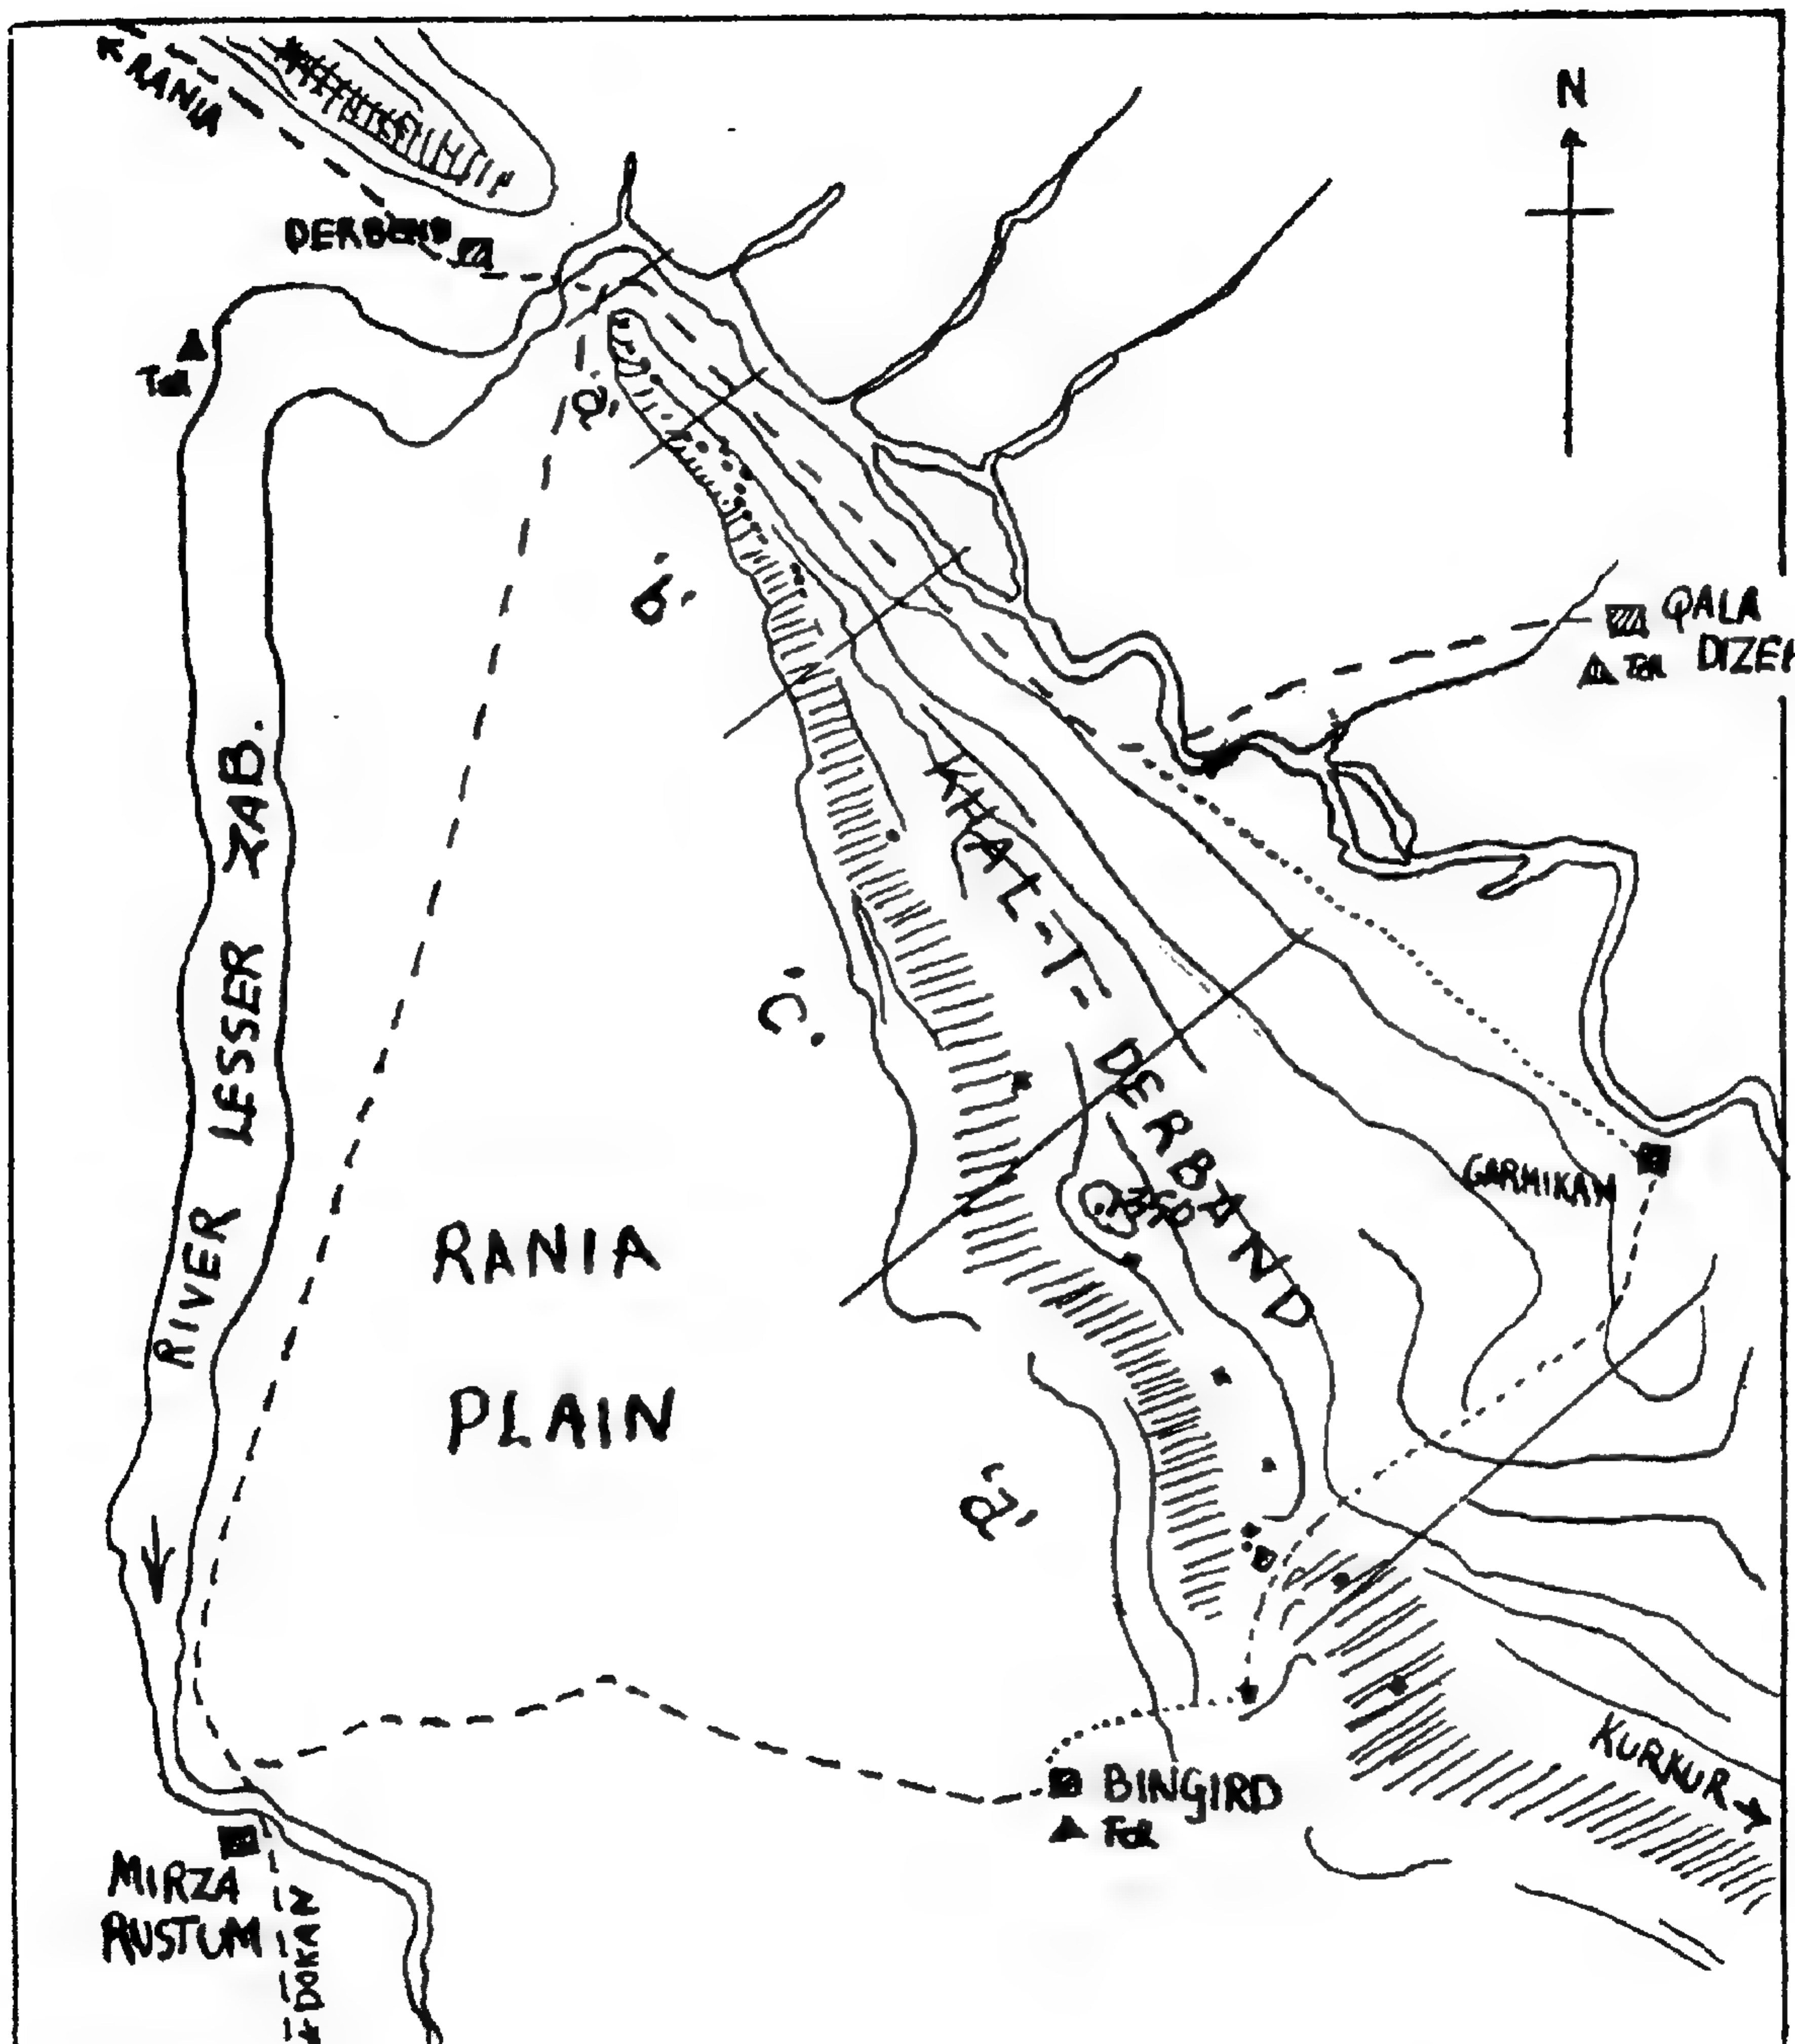 RANIA
N
DERBEND
Tell
'a'
'b'
QALA
DIZEH
Tell
RIVER LESSER ZAB.
KHAL-I-DERBAND
'c'
GARMIKAN
RANIA
PLAIN
'd'
KURKUR
BINGIRD
Tell
MIRZA
RUSTUM
DOKAN